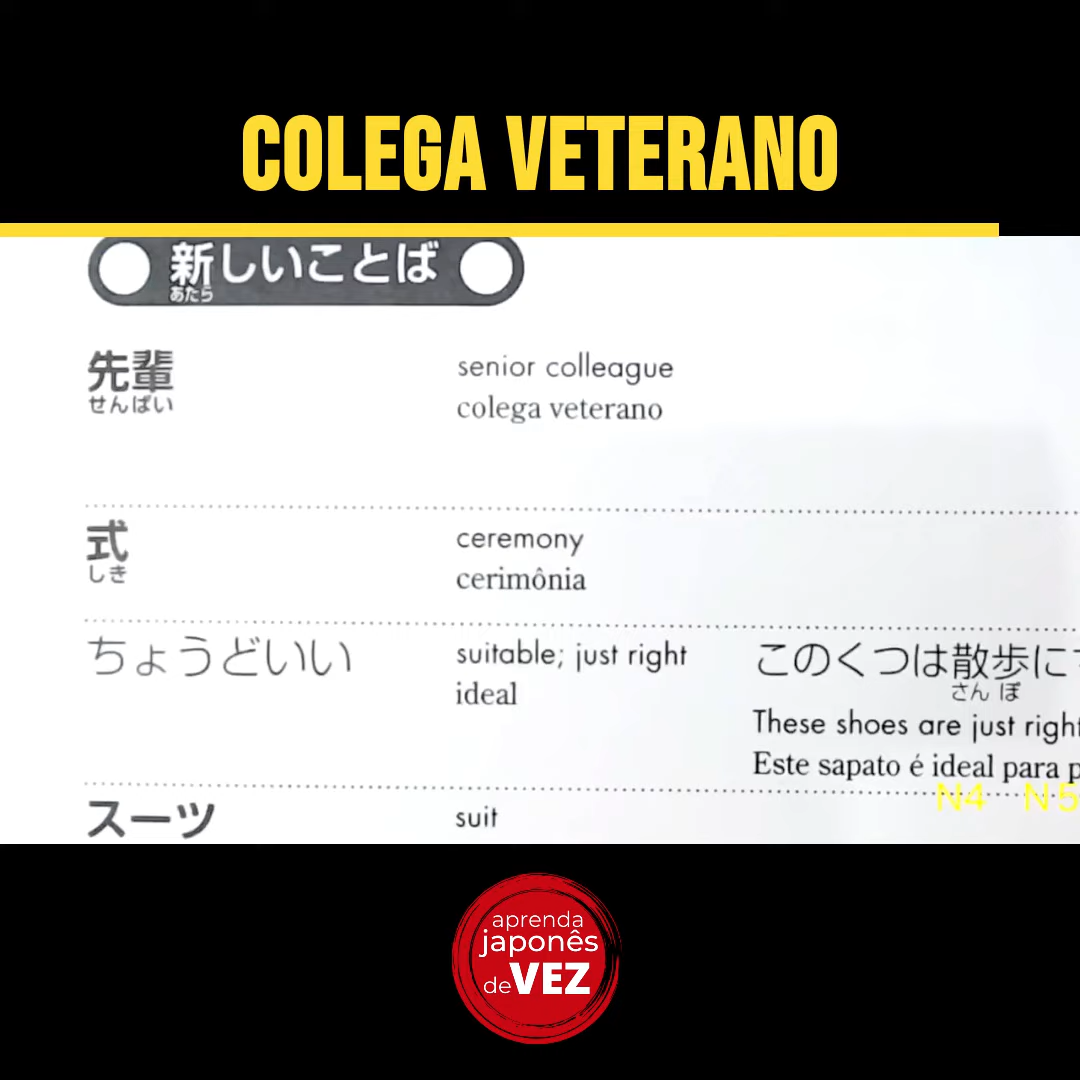 COLEGA VETERANO
新しいことば
あたら
先輩
せんぱい
senior colleague
colega veterano
式
しき
ceremony
cerimônia
ちょうどいい
suitable; just right
ideal
このくつは散歩に
さん ぽ
These shoes are just right
Este sapato é ideal para p
スーツ
suit
N4 N5
aprenda
japonês
de VEZ